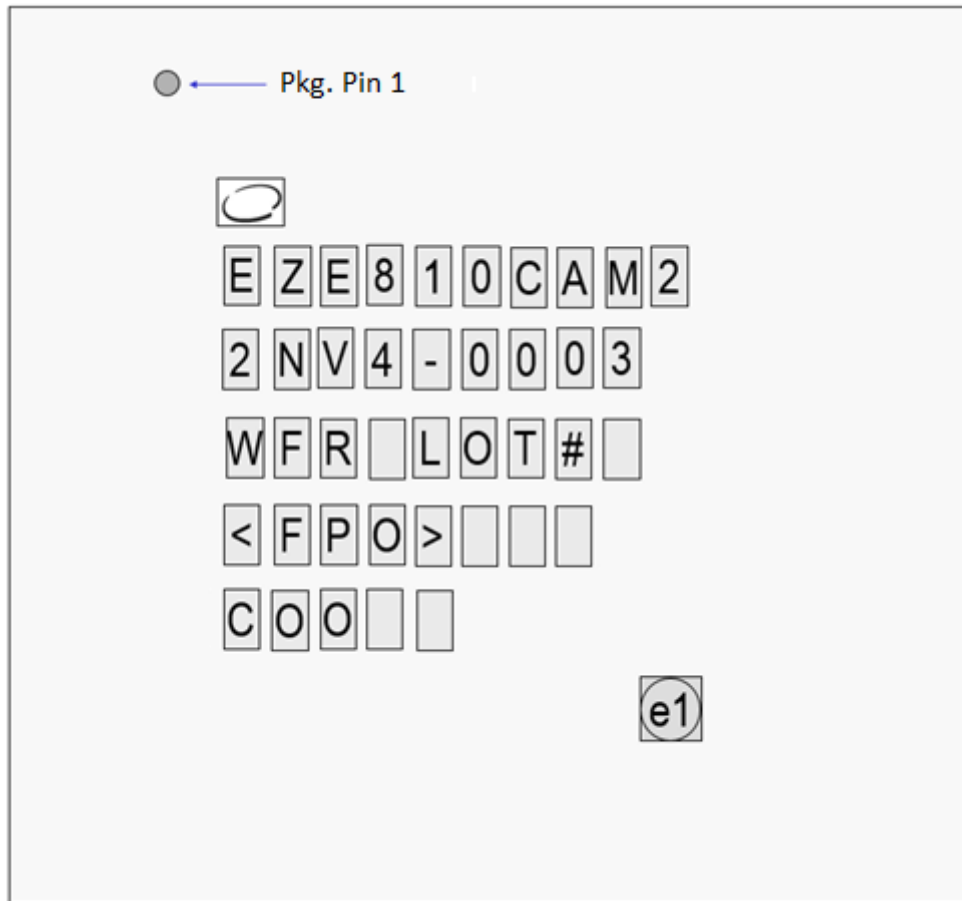 Pkg. Pin 1
EZE810CAM2
2NV4-0003
WFR LOT#
<FPO>
COO
e1